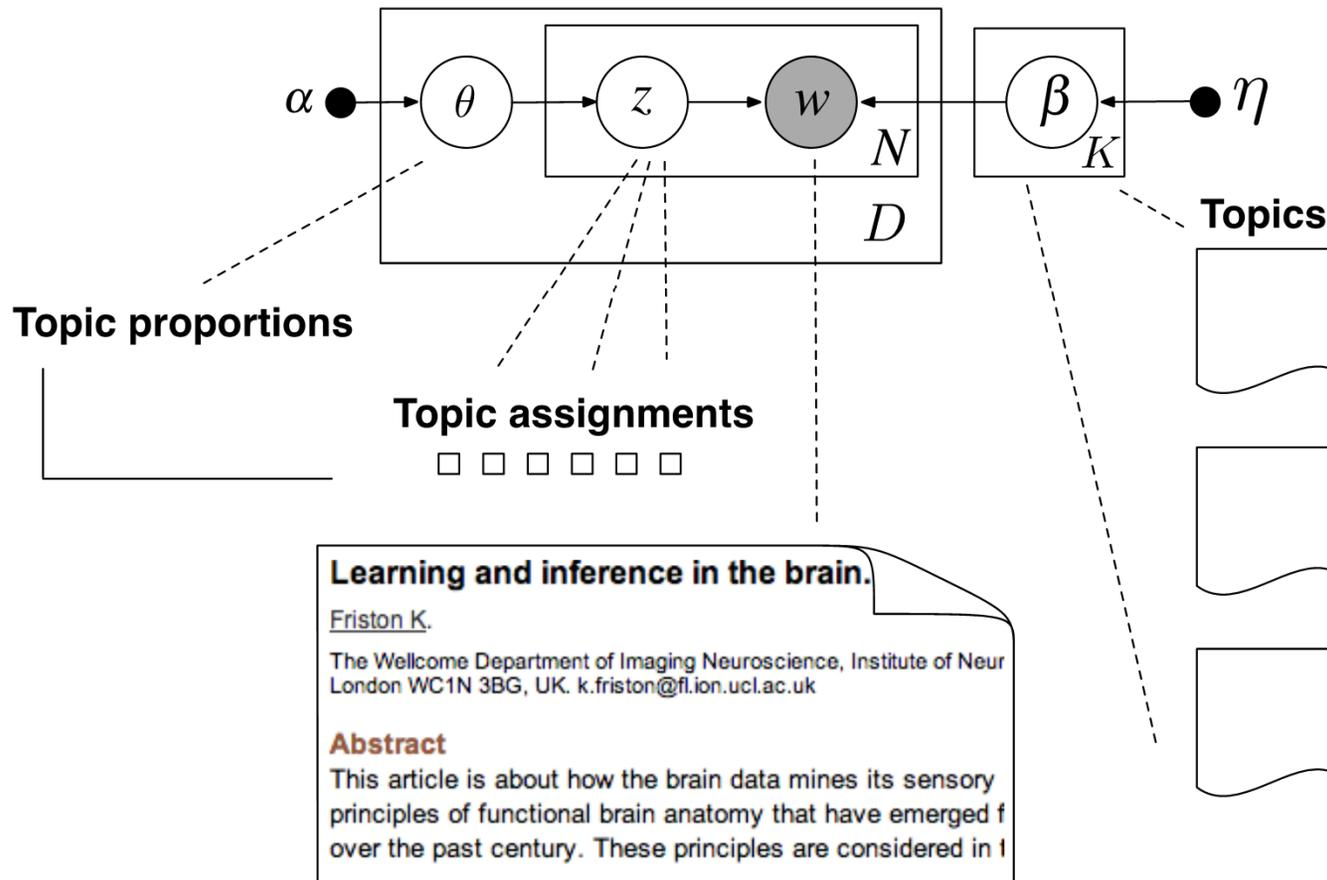 α θ z w β η
N K
D
Topics
Topic proportions
Topic assignments
Learning and inference in the brain.
Friston K.
The Wellcome Department of Imaging Neuroscience, Institute of Neur
London WC1N 3BG, UK. k.friston@fl.ion.ucl.ac.uk
Abstract
This article is about how the brain data mines its sensory
principles of functional brain anatomy that have emerged f
over the past century. These principles are considered in t